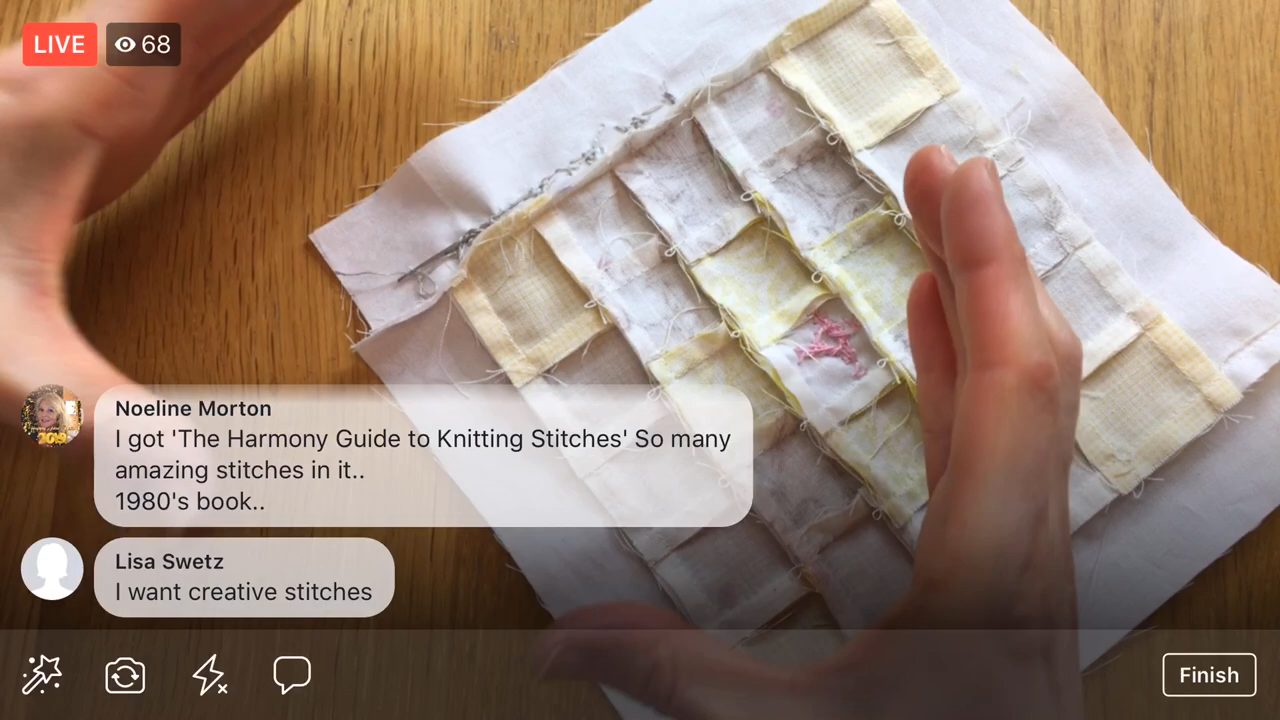 LIVE 68
Noeline Morton
I got 'The Harmony Guide to Knitting Stitches' So many
amazing stitches in it..
1980's book..
Lisa Swetz
I want creative stitches
Finish